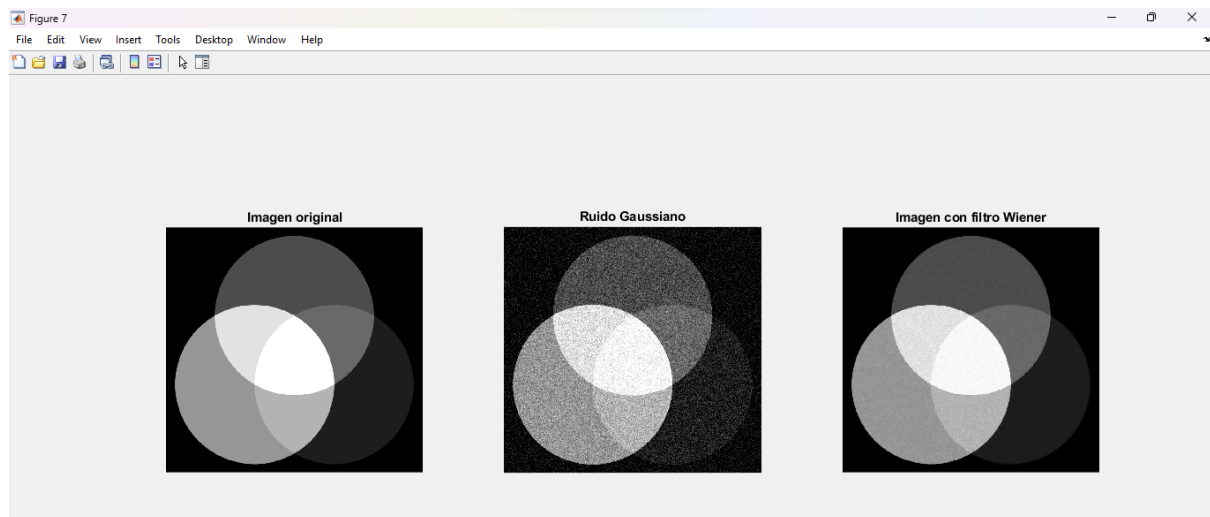 Figure 7
File Edit View Insert Tools Desktop Window Help
Imagen original
Ruido Gaussiano
Imagen con filtro Wiener